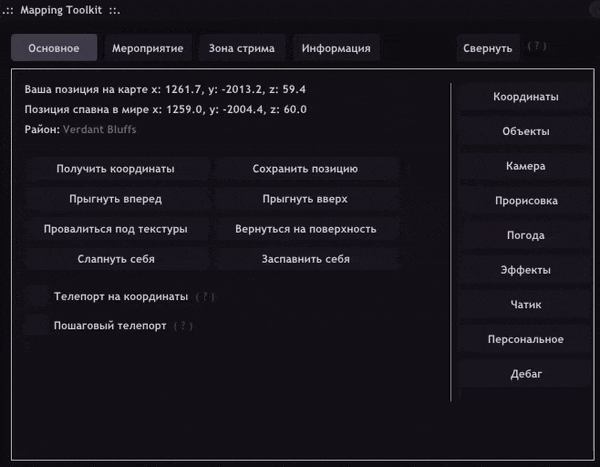 .:: Mapping Toolkit ::.
Основное Мероприятие Зона стрима Информация Свернуть ( ? )
Ваша позиция на карте x: 1261.7, y: -2013.2, z: 59.4
Позиция спавна в мире x: 1259.0, y: -2004.4, z: 60.0
Район: Verdant Bluffs
Получить координаты Сохранить позицию
Прыгнуть вперед Прыгнуть вверх
Провалиться под текстуры Вернуться на поверхность
Слапнуть себя Заспавнить себя
Телепорт на координаты ( ? )
Пошаговый телепорт ( ? )
Координаты
Объекты
Камера
Прорисовка
Погода
Эффекты
Чатик
Персональное
Дебаг